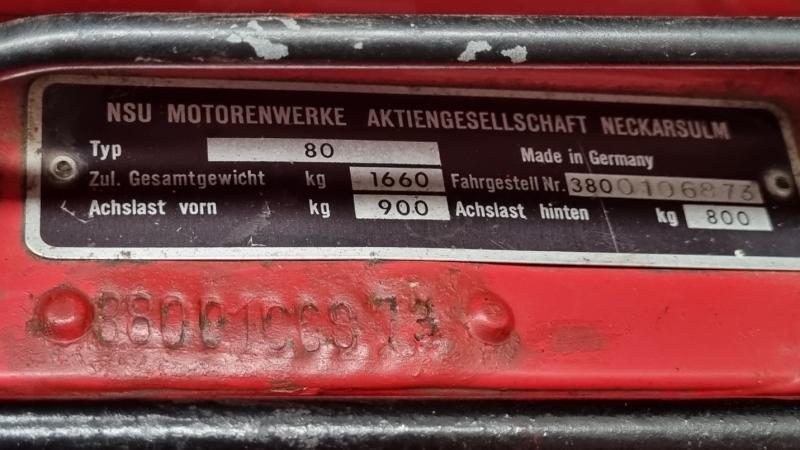 NSU MOTORENWERKE AKTIENGESELLSCHAFT NECKARSULM
Typ 80 Made in Germany
Zul. Gesamtgewicht kg 1660 Fahrgestell Nr. 3800106873
Achslast vorn kg 900 Achslast hinten kg 800